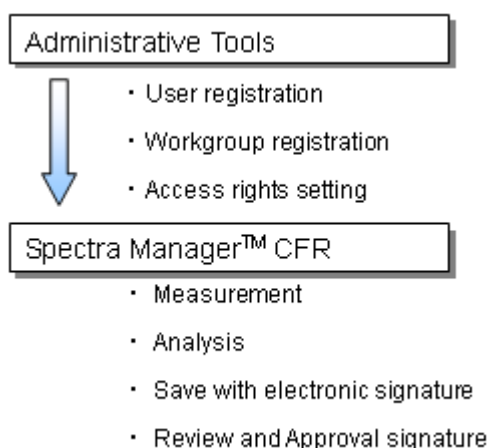 Administrative Tools
・User registration
・Workgroup registration
・Access rights setting
Spectra Manager™ CFR
・Measurement
・Analysis
・Save with electronic signature
・Review and Approval signature